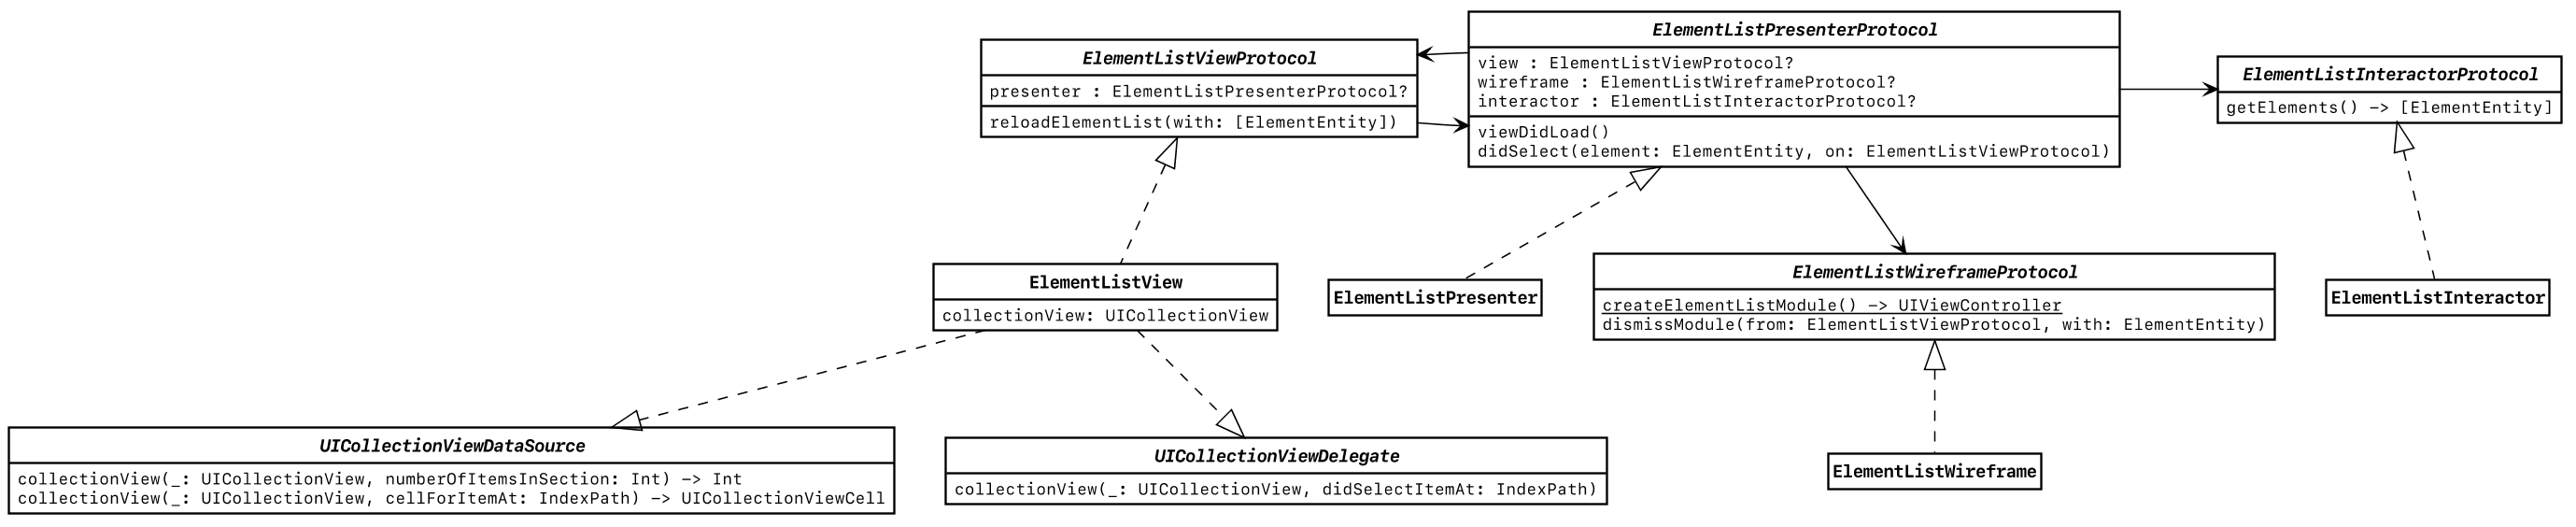 ElementListViewProtocol
presenter : ElementListPresenterProtocol?
reloadElementList(with: [ElementEntity])
ElementListPresenterProtocol
view : ElementListViewProtocol?
wireframe : ElementListWireframeProtocol?
interactor : ElementListInteractorProtocol?
viewDidLoad()
didSelect(element: ElementEntity, on: ElementListViewProtocol)
ElementListInteractorProtocol
getElements() -> [ElementEntity]
ElementListView
collectionView: UICollectionView
ElementListPresenter
ElementListWireframeProtocol
createElementListModule() -> UIViewController
dismissModule(from: ElementListViewProtocol, with: ElementEntity)
ElementListInteractor
UICollectionViewDataSource
collectionView(_: UICollectionView, numberOfItemsInSection: Int) -> Int
collectionView(_: UICollectionView, cellForItemAt: IndexPath) -> UICollectionViewCell
UICollectionViewDelegate
collectionView(_: UICollectionView, didSelectItemAt: IndexPath)
ElementListWireframe